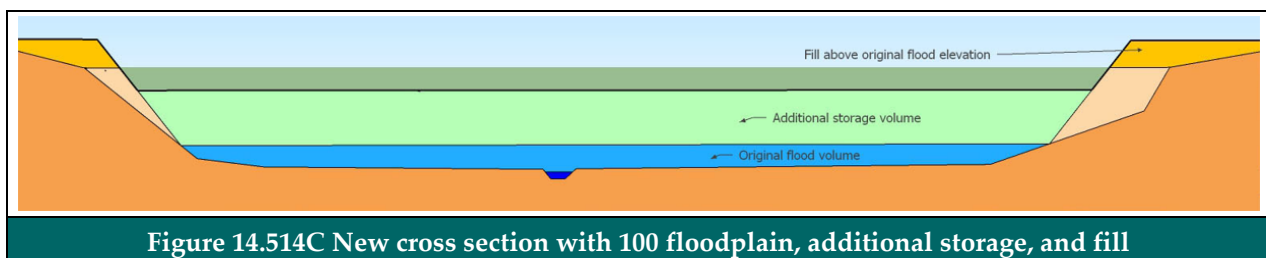 Fill above original flood elevation
Additional storage volume
Original flood volume
Figure 14.514C New cross section with 100 floodplain, additional storage, and fill